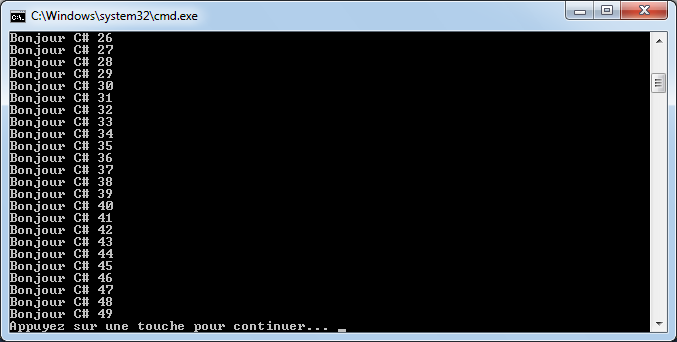 C:\Windows\system32\cmd.exe
Bonjour C# 26
Bonjour C# 27
Bonjour C# 28
Bonjour C# 29
Bonjour C# 30
Bonjour C# 31
Bonjour C# 32
Bonjour C# 33
Bonjour C# 34
Bonjour C# 35
Bonjour C# 36
Bonjour C# 37
Bonjour C# 38
Bonjour C# 39
Bonjour C# 40
Bonjour C# 41
Bonjour C# 42
Bonjour C# 43
Bonjour C# 44
Bonjour C# 45
Bonjour C# 46
Bonjour C# 47
Bonjour C# 48
Bonjour C# 49
Appuyez sur une touche pour continuer... _